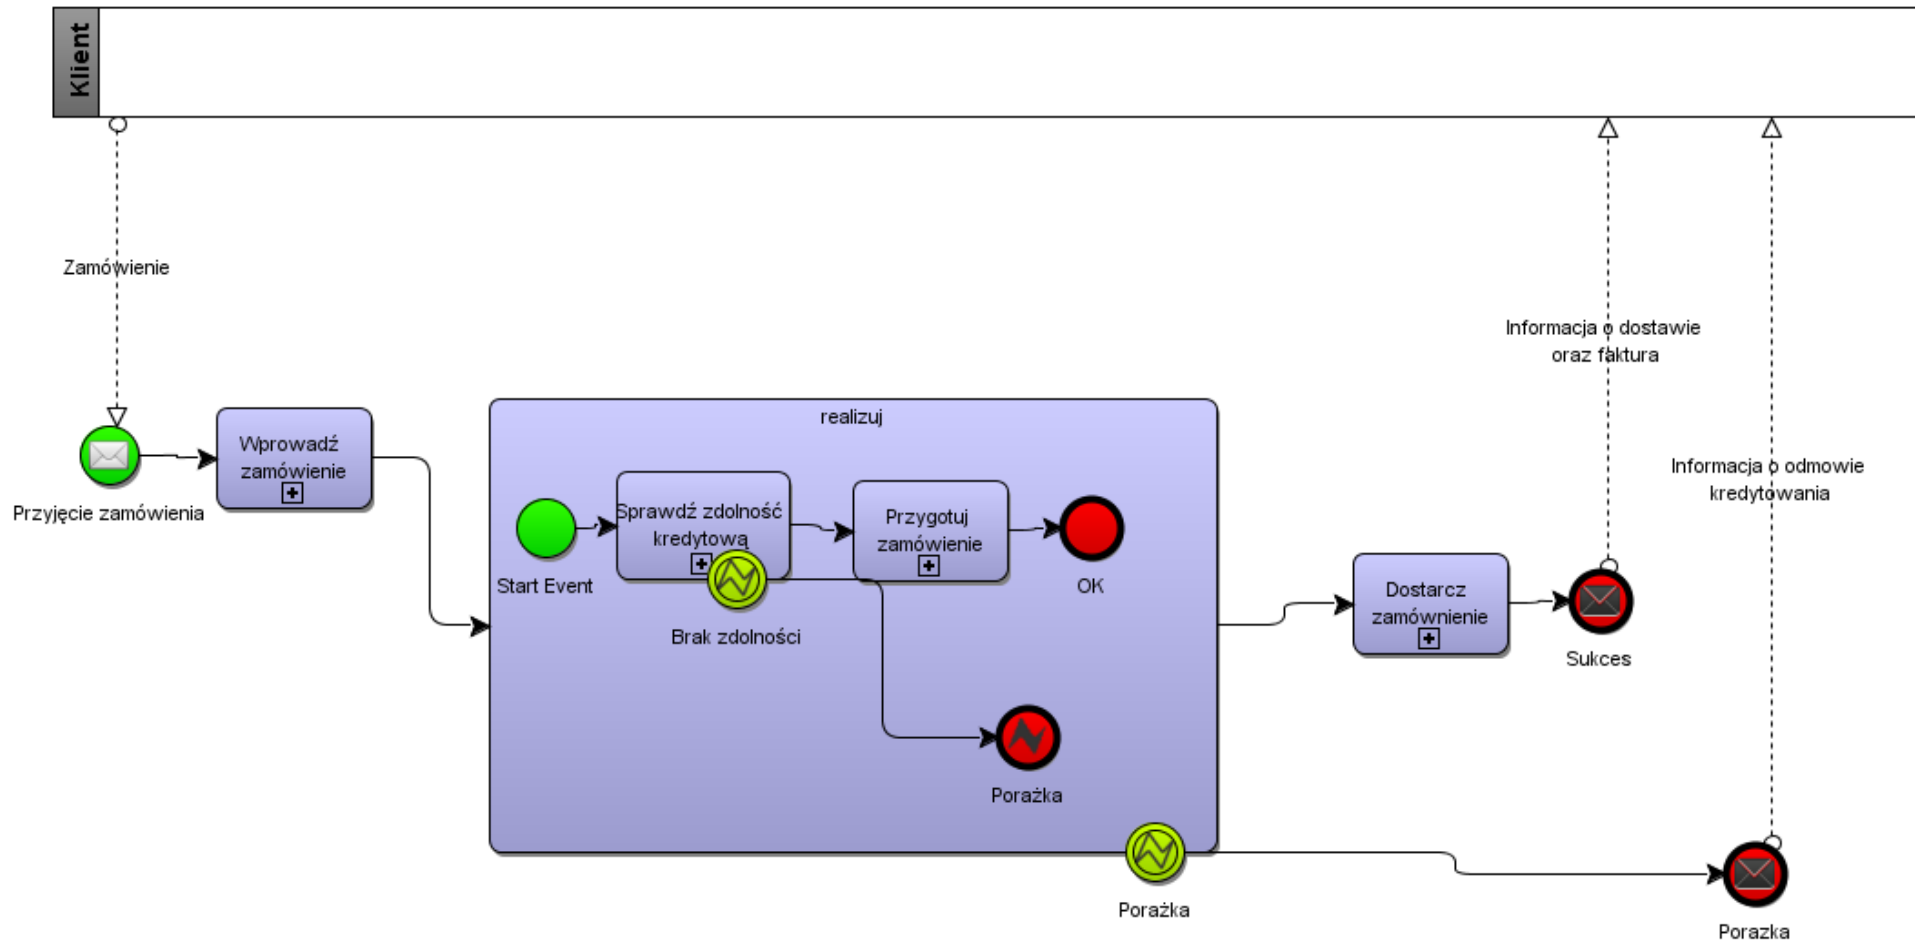 Klient
Zamówienie
Informacja o dostawie
oraz faktura
Informacja o odmowie
kredytowania
Przyjęcie zamówienia
Wprowadź
zamówienie
realizuj
Start Event
Sprawdź zdolność
kredytową
Brak zdolności
Przygotuj
zamówienie
OK
Porażka
Porażka
Dostarcz
zamównienie
Sukces
Porazka